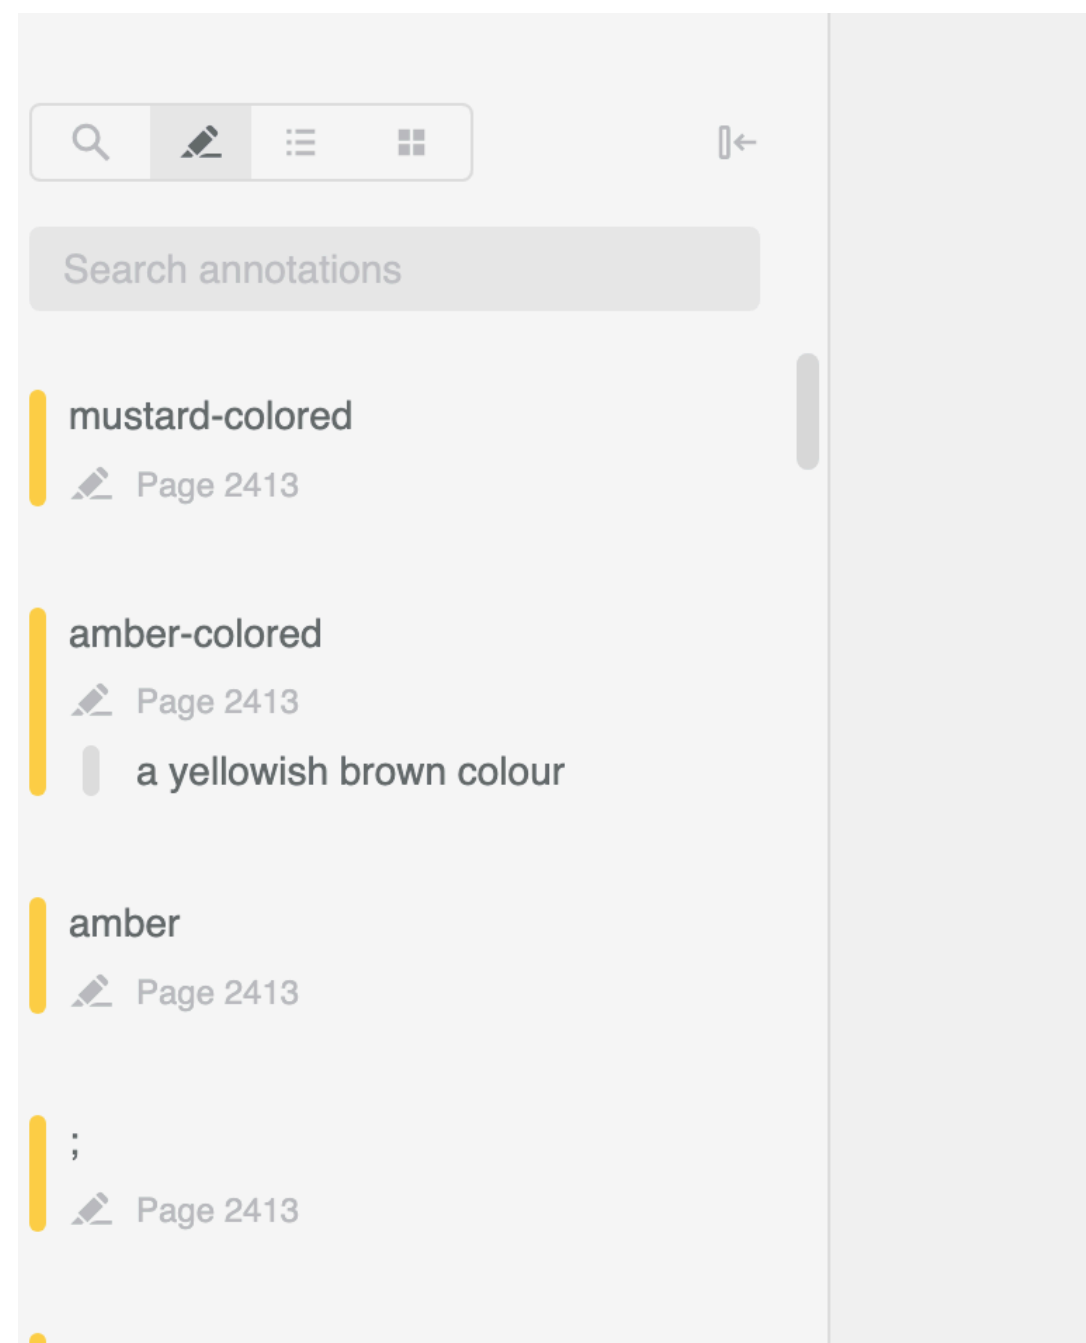 Search annotations
mustard-colored
Page 2413
amber-colored
Page 2413
a yellowish brown colour
amber
Page 2413
;
Page 2413